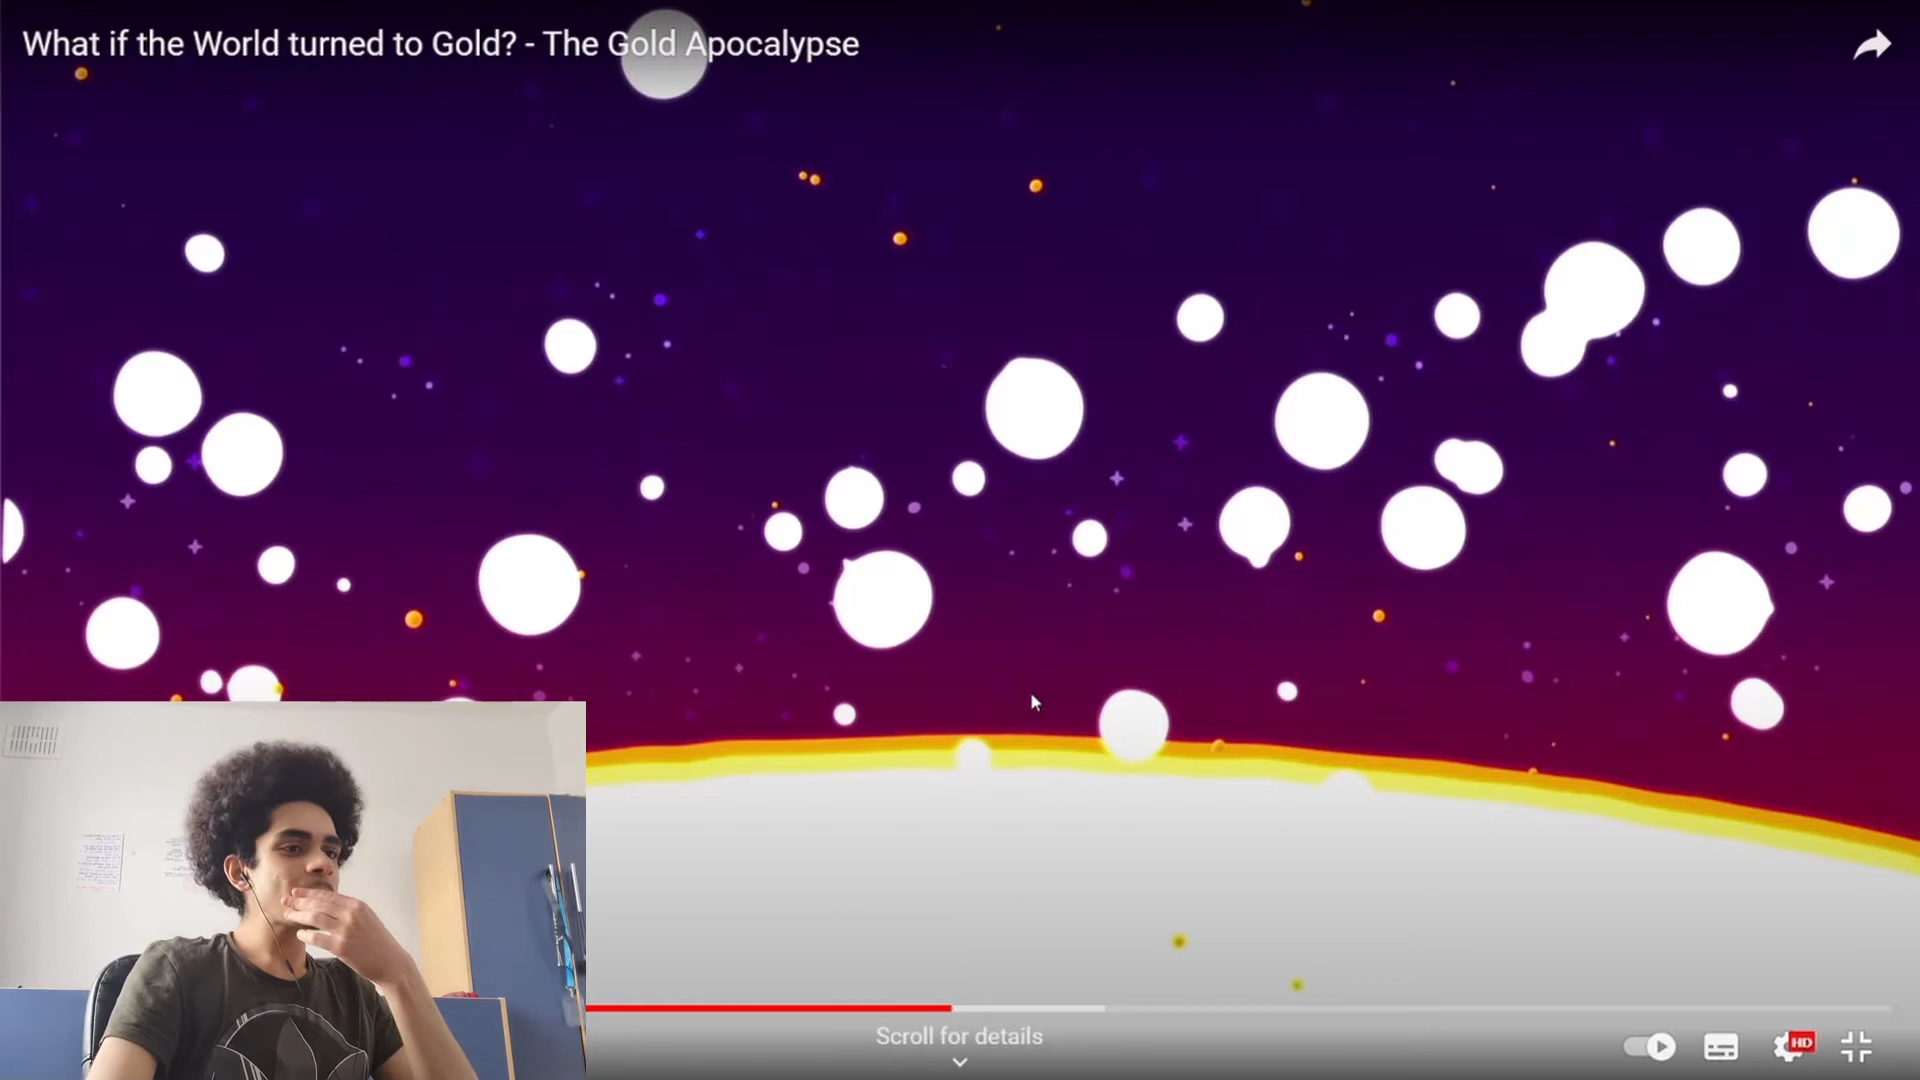 What if the World turned to Gold? - The Gold Apocalypse
Scroll for details
HD